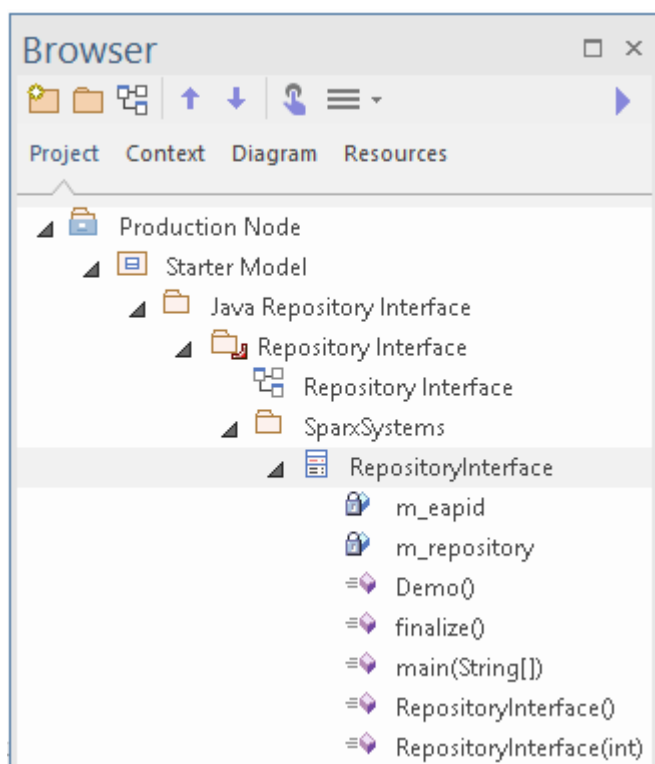 Browser
Project Context Diagram Resources
Production Node
Starter Model
Java Repository Interface
Repository Interface
Repository Interface
SparxSystems
RepositoryInterface
m_eapid
m_repository
Demo()
finalize()
main(String[])
RepositoryInterface()
RepositoryInterface(int)